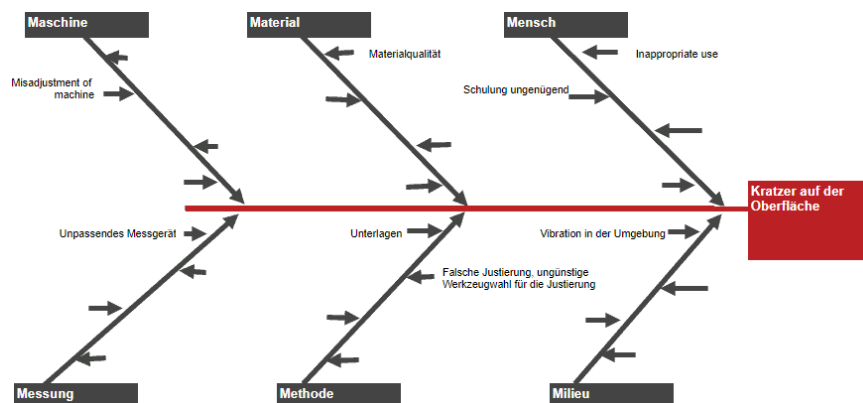 Maschine
Material
Mensch
Materialqualität
Inappropriate use
Misadjustment of
machine
Schulung ungenügend
Kratzer auf der
Oberfläche
Unpassendes Messgerät
Unterlagen
Vibration in der Umgebung
Falsche Justierung, ungünstige
Werkzeugwahl für die Justierung
Messung
Methode
Milieu